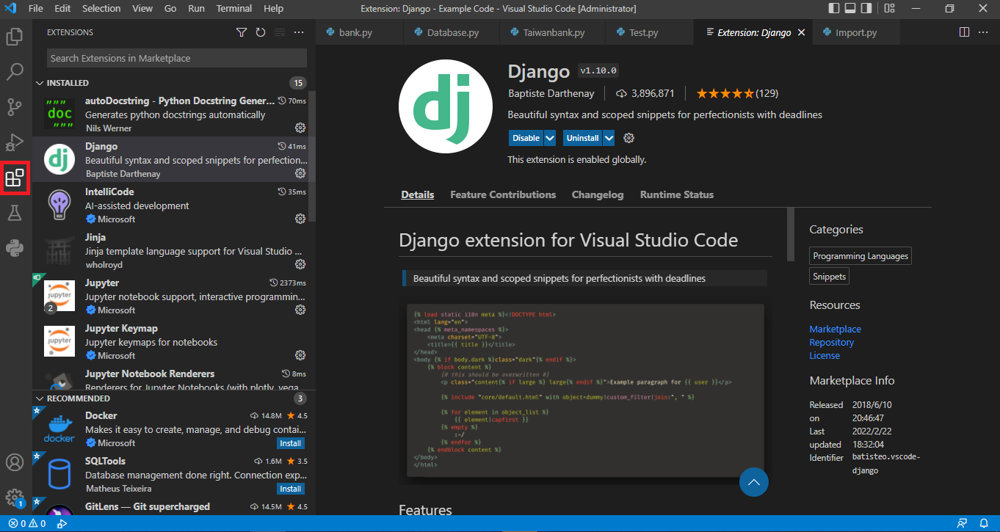 File Edit Selection View Go Run Terminal Help
Extension: Django - Example Code - Visual Studio Code [Administrator]
EXTENSIONS
Search Extensions in Marketplace
INSTALLED 15
""" doc """
autoDocstring - Python Docstring Gener... 70ms
Generates python docstrings automatically
Nils Werner
dj
Django 41ms
Beautiful syntax and scoped snippets for perfection...
Baptiste Darthenay
IntelliCode 35ms
AI-assisted development
Microsoft
Jinja
Jinja template language support for Visual Studio ...
wholroyd
jupyter
2
Jupyter 2373ms
Jupyter notebook support, interactive programmin...
Microsoft
jupyter
Jupyter Keymap
Jupyter keymaps for notebooks
Microsoft
Jupyter Notebook Renderers 8ms
Renderers for Jupyter Notebooks (with plotly, vega,
RECOMMENDED 3
docker
Docker 14.8M 4.5
Makes it easy to create, manage, and debug contai...
Microsoft Install
SQLTools 1.6M 3.5
Database management done right. Connection exp...
Matheus Teixeira Install
GitLens — Git supercharged 14.5M 4.5
1
0 0
bank.py Database.py Taiwanbank.py Test.py Extension: Django Import.py
dj
Django v1.10.0
Baptiste Darthenay 3,896,871 (129)
Beautiful syntax and scoped snippets for perfectionists with deadlines
Disable Uninstall
This extension is enabled globally.
Details Feature Contributions Changelog Runtime Status
Django extension for Visual Studio Code
Beautiful syntax and scoped snippets for perfectionists with deadlines
{% load static i18n meta %}<!DOCTYPE html>
<html lang="en">
<head {% meta_namespaces %}>
<meta charset="UTF-8">
<title>{{ title }}</title>
</head>
<body {% if body.dark %}class="dark"{% endif %}>
{% block content %}
{# this should be overwritten #}
<p class="content{% if large %} large{% endif %}">Example paragraph for {{ user }}</p>
{% include "core/default.html" with object=dummy|custom_filter|join:", " %}
{% for element in object_list %}
{{ element|capfirst }}
{% empty %}
:-/
{% endfor %}
{% endblock content %}
</body>
</html>
Features
Categories
Programming Languages
Snippets
Resources
Marketplace
Repository
License
Marketplace Info
Released 2018/6/10
on 20:46:47
Last 2022/2/22
updated 18:32:04
Identifier batisteo.vscode-
django